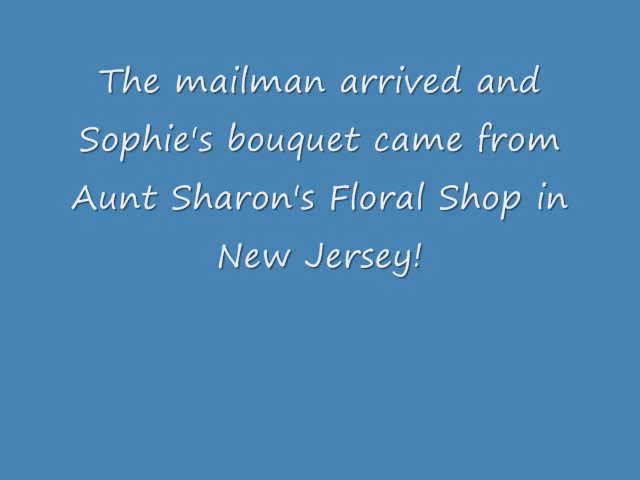 The mailman arrived and
Sophie's bouquet came from
Aunt Sharon's Floral Shop in
New Jersey!